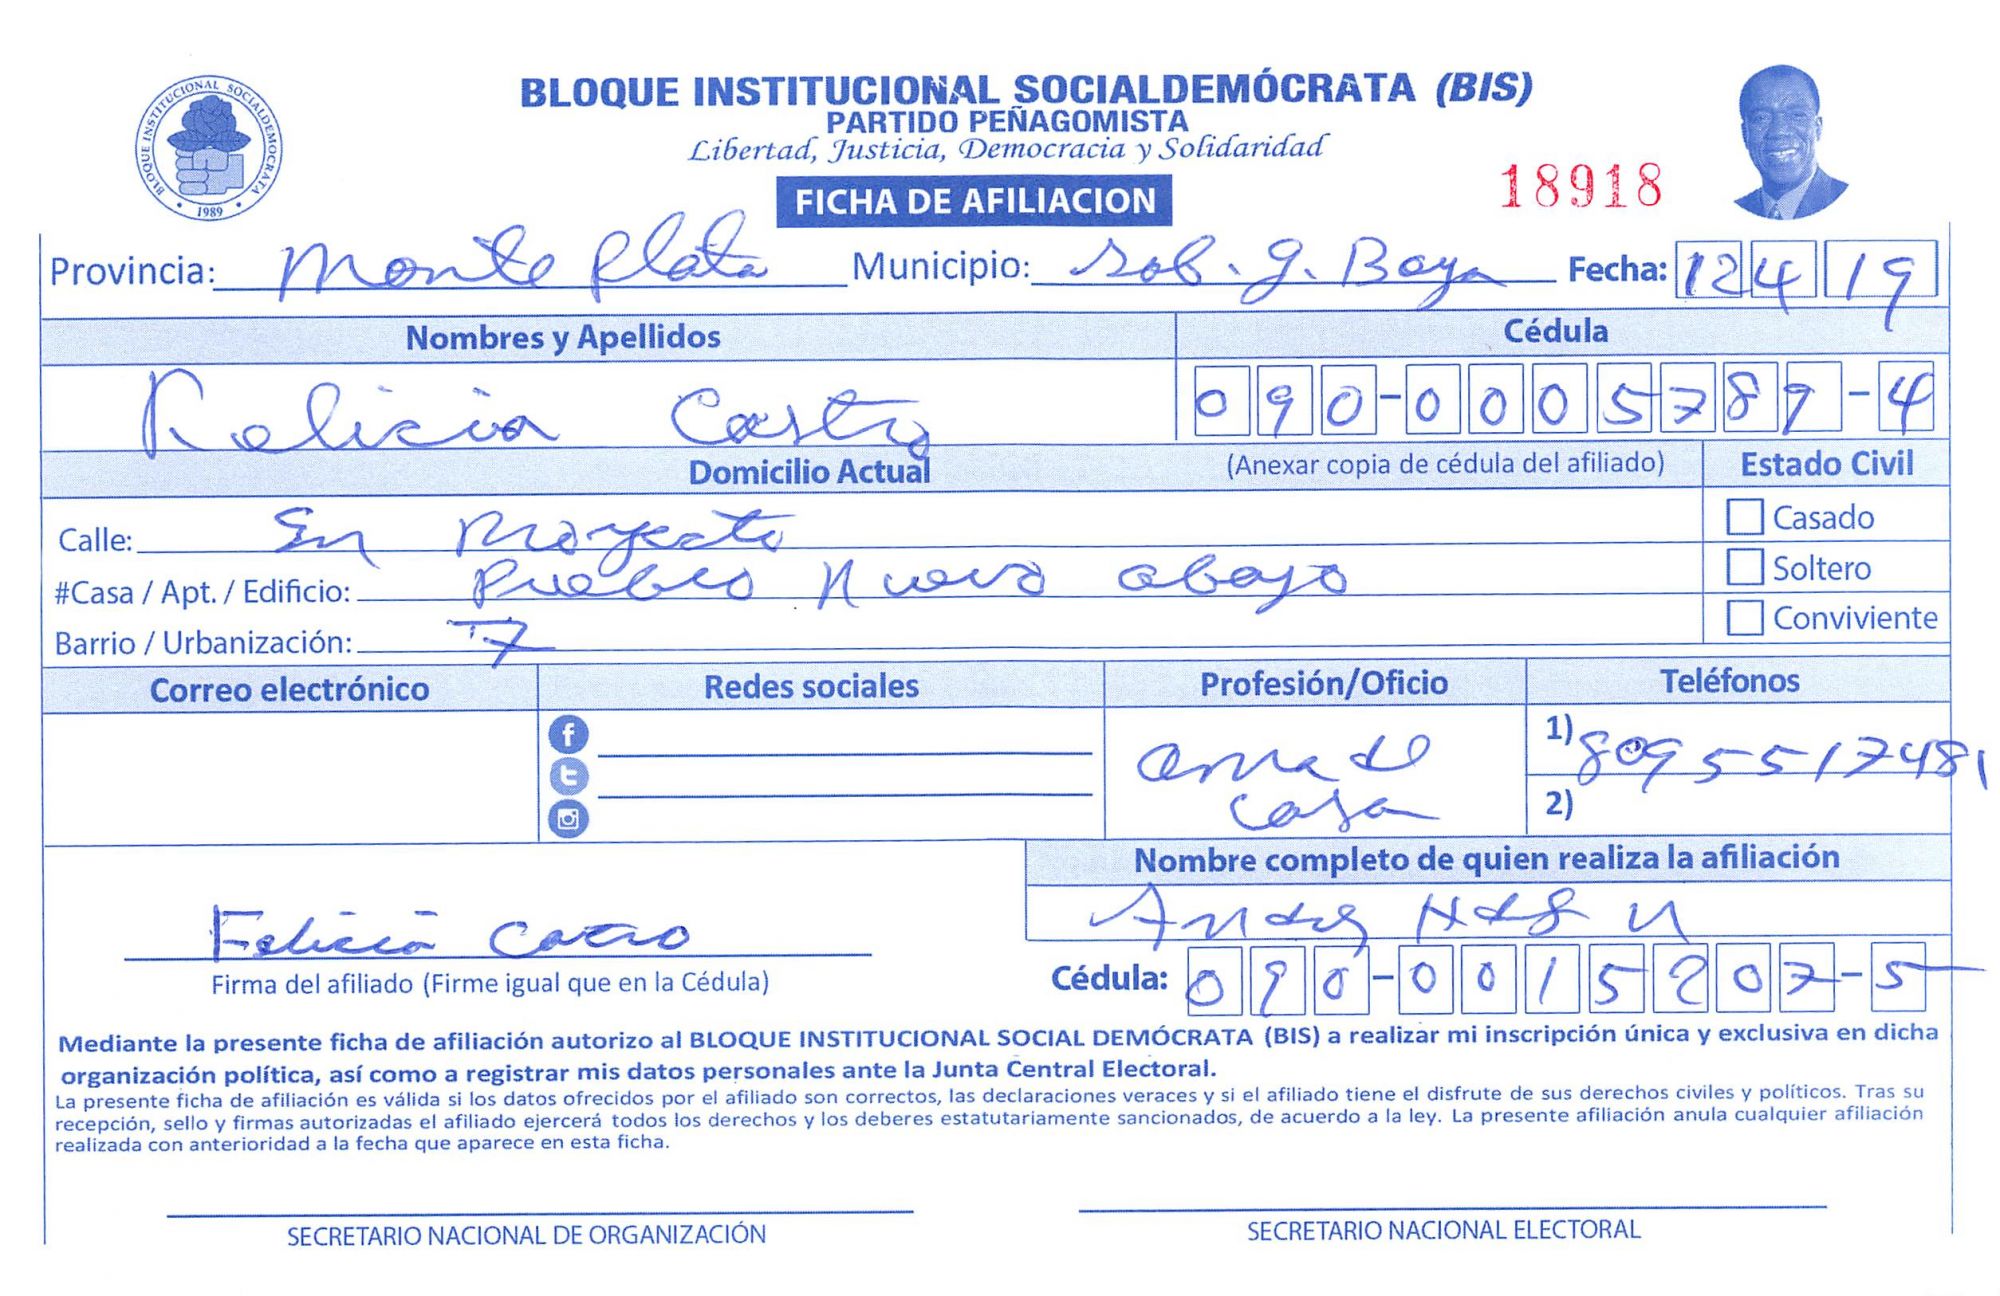 BLOQUE INSTITUCIONAL SOCIALDEMOCRATA
1989
BLOQUE INSTITUCIONAL SOCIALDEMÓCRATA (BIS)
PARTIDO PEÑAGOMISTA
Libertad, Justicia, Democracia y Solidaridad
FICHA DE AFILIACION
18918
Provincia: Monte Plata Municipio: Sab. g. Boya Fecha: 12 4 19
Nombres y Apellidos Cédula
Felicia Castro 090-0005789-4
Domicilio Actual (Anexar copia de cédula del afiliado) Estado Civil
Calle: En Proyecto Casado
#Casa / Apt. / Edificio: Pueblo Nuevo abajo Soltero
Barrio / Urbanización: 7 Conviviente
Correo electrónico Redes sociales Profesión/Oficio Teléfonos
ama de casa
1) 8095517481
2)
Nombre completo de quien realiza la afiliación
Felicia Castro
Firma del afiliado (Firme igual que en la Cédula) Cédula: 090-0015207-5
Mediante la presente ficha de afiliación autorizo al BLOQUE INSTITUCIONAL SOCIAL DEMÓCRATA (BIS) a realizar mi inscripción única y exclusiva en dicha
organización política, así como a registrar mis datos personales ante la Junta Central Electoral.
La presente ficha de afiliación es válida si los datos ofrecidos por el afiliado son correctos, las declaraciones veraces y si el afiliado tiene el disfrute de sus derechos civiles y políticos. Tras su
recepción, sello y firmas autorizadas el afiliado ejercerá todos los derechos y los deberes estatutariamente sancionados, de acuerdo a la ley. La presente afiliación anula cualquier afiliación
realizada con anterioridad a la fecha que aparece en esta ficha.
SECRETARIO NACIONAL DE ORGANIZACIÓN SECRETARIO NACIONAL ELECTORAL